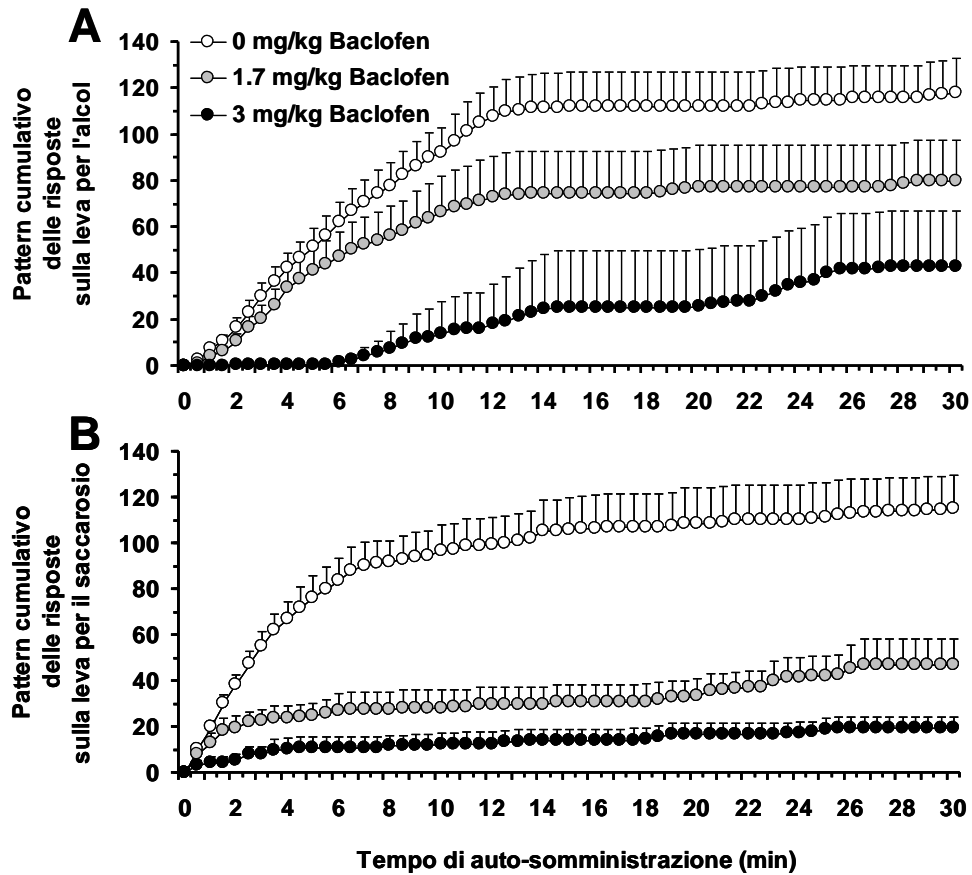 A
0 mg/kg Baclofen
1.7 mg/kg Baclofen
3 mg/kg Baclofen
Pattern cumulativo
delle risposte
sulla leva per l'alcol
140
120
100
80
60
40
20
0
0 2 4 6 8 10 12 14 16 18 20 22 24 26 28 30
B
Pattern cumulativo
delle risposte
sulla leva per il saccarosio
140
120
100
80
60
40
20
0
0 2 4 6 8 10 12 14 16 18 20 22 24 26 28 30
Tempo di auto-somministrazione (min)